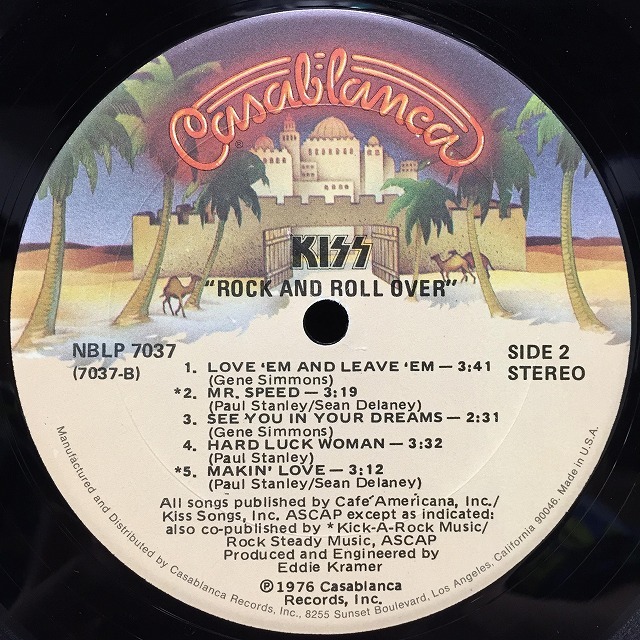 Casablanca
®
KISS
"ROCK AND ROLL OVER"
NBLP 7037
(7037-B)
SIDE 2
STEREO
1. LOVE 'EM AND LEAVE 'EM — 3:41
(Gene Simmons)
*2. MR. SPEED — 3:19
(Paul Stanley/Sean Delaney)
3. SEE YOU IN YOUR DREAMS — 2:31
(Gene Simmons)
4. HARD LUCK WOMAN — 3:32
(Paul Stanley)
*5. MAKIN' LOVE — 3:12
(Paul Stanley/Sean Delaney)
All songs published by Cafe Americana, Inc./
Kiss Songs, Inc. ASCAP except as indicated:
also co-published by *Kick-A-Rock Music/
Rock Steady Music, ASCAP
Produced and Engineered by
Eddie Kramer
℗1976 Casablanca
Records, Inc.
Manufactured and Distributed by Casablanca Records, Inc., 8255 Sunset Boulevard, Los Angeles, California 90046. Made in U.S.A.